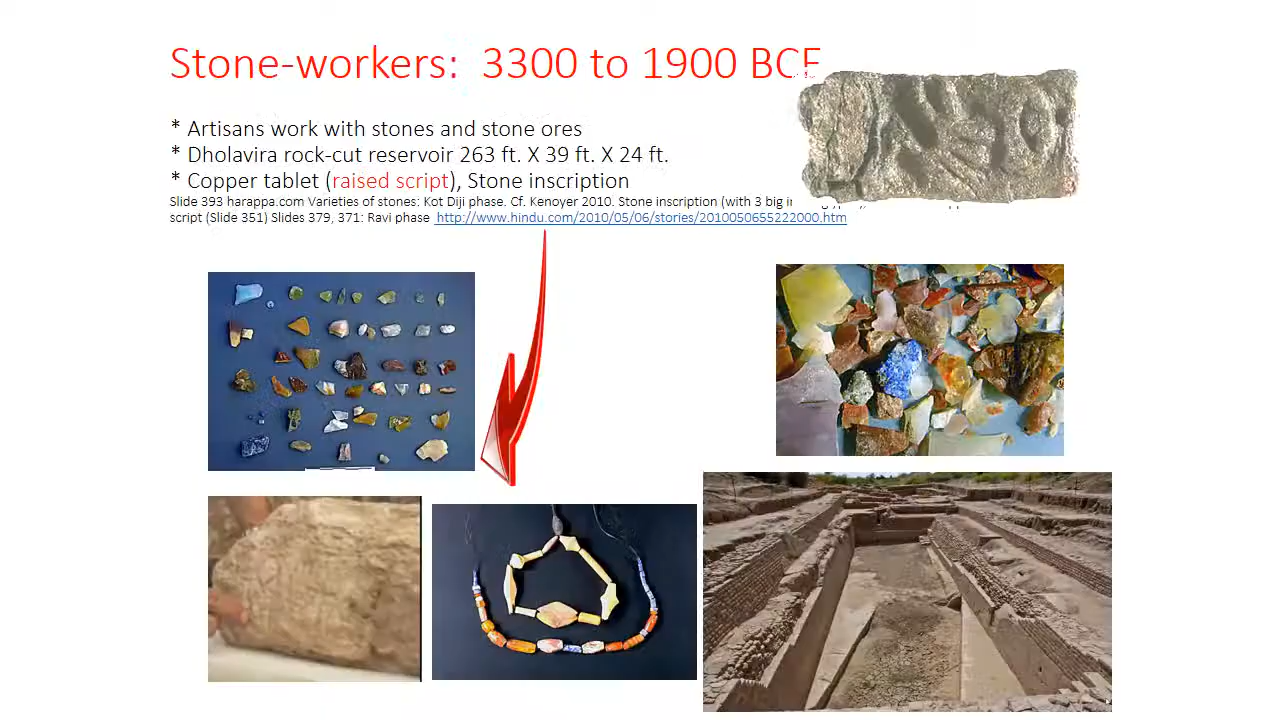 Stone-workers: 3300 to 1900 BCE
* Artisans work with stones and stone ores
* Dholavira rock-cut reservoir 263 ft. X 39 ft. X 24 ft.
* Copper tablet (raised script), Stone inscription
Slide 393 harappa.com Varieties of stones: Kot Diji phase. Cf. Kenoyer 2010. Stone inscription (with 3 big
script (Slide 351) Slides 379, 371: Ravi phase http://www.hindu.com/2010/05/06/stories/2010050655222000.htm